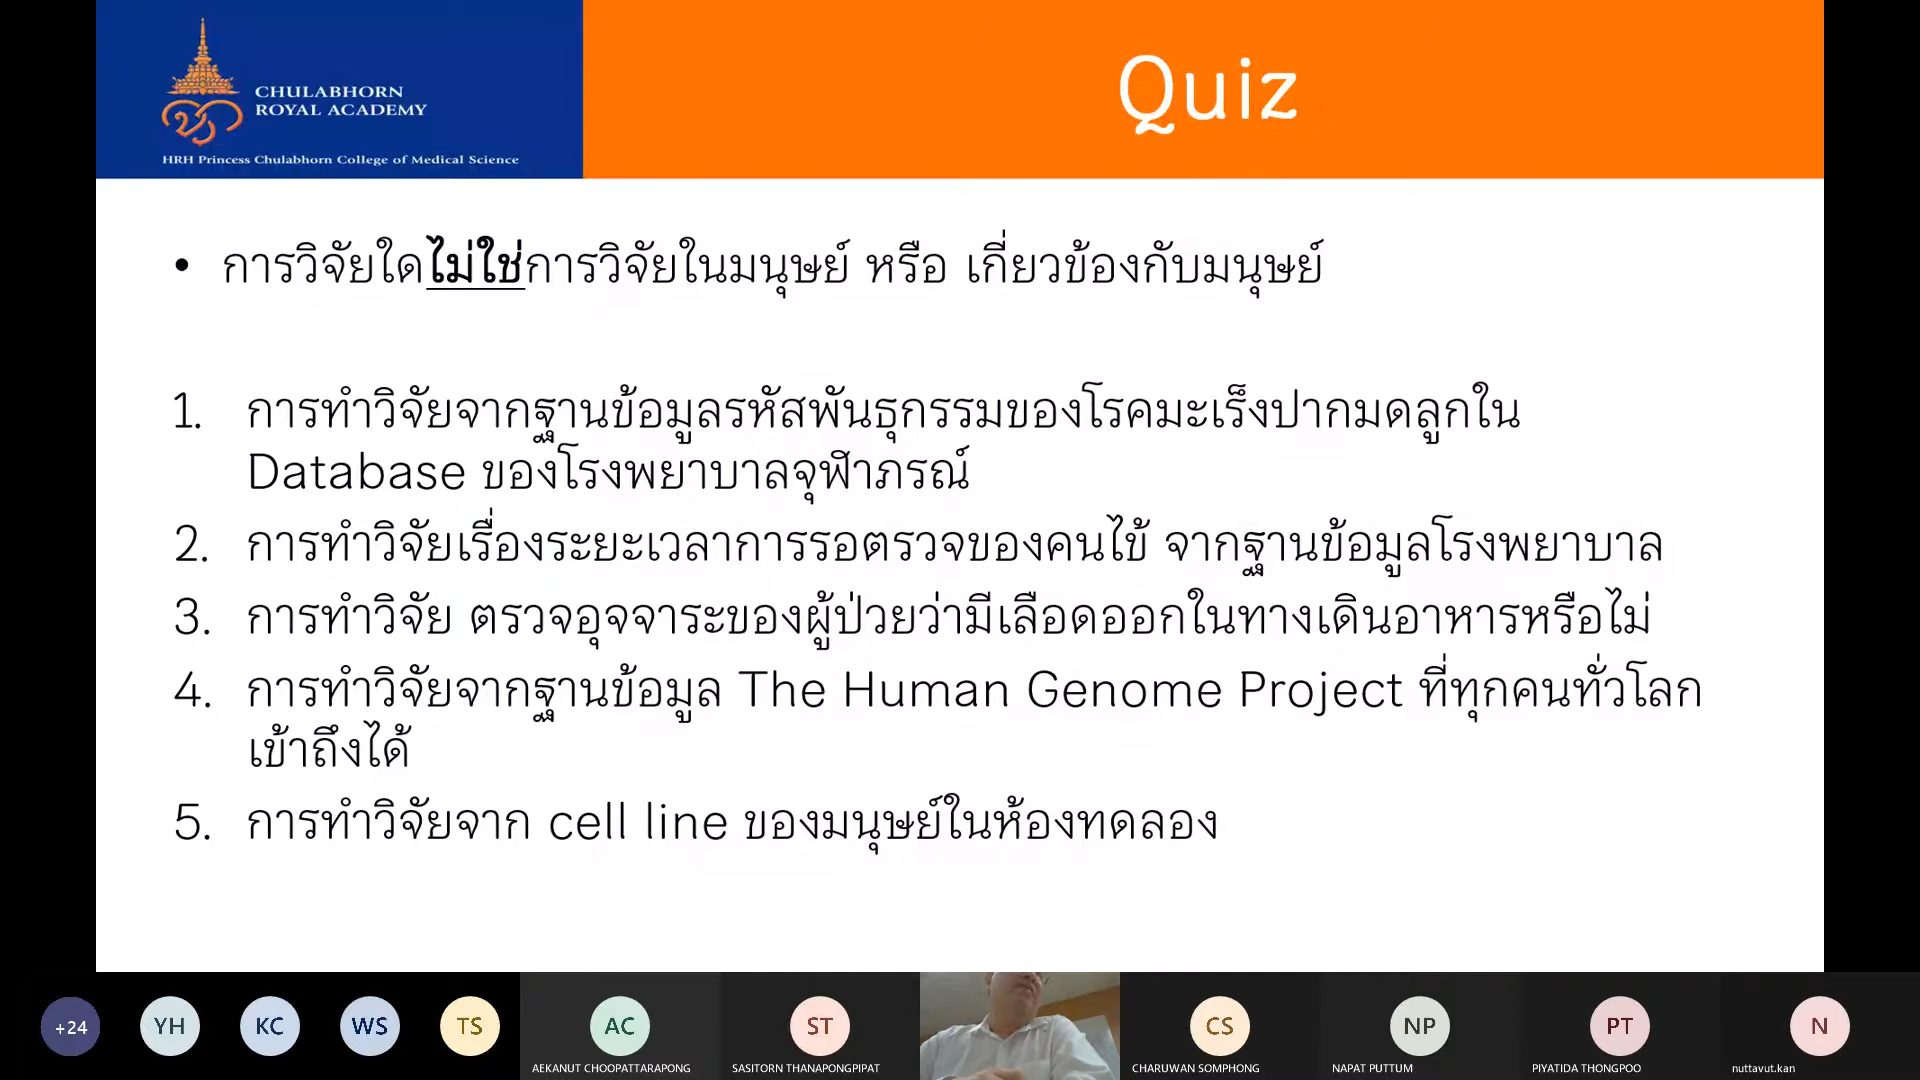 CHULABHORN
ROYAL ACADEMY
HRH Princess Chulabhorn College of Medical Science
Quiz
• การวิจัยใดไม่ใช่การวิจัยในมนุษย์ หรือ เกี่ยวข้องกับมนุษย์
1. การทำวิจัยจากฐานข้อมูลรหัสพันธุกรรมของโรคมะเร็งปากมดลูกใน
Database ของโรงพยาบาลจุฬาภรณ์
2. การทำวิจัยเรื่องระยะเวลาการรอตรวจของคนไข้ จากฐานข้อมูลโรงพยาบาล
3. การทำวิจัย ตรวจอุจจาระของผู้ป่วยว่ามีเลือดออกในทางเดินอาหารหรือไม่
4. การทำวิจัยจากฐานข้อมูล The Human Genome Project ที่ทุกคนทั่วโลก
เข้าถึงได้
5. การทำวิจัยจาก cell line ของมนุษย์ในห้องทดลอง
+24 YH KC WS TS AC ST CS NP PT N
AEKANUT CHOOPATTARAPONG SASITORN THANAPONGPIPAT CHARUWAN SOMPHONG NAPAT PUTTUM PIYATIDA THONGPOO nuttavut.kan